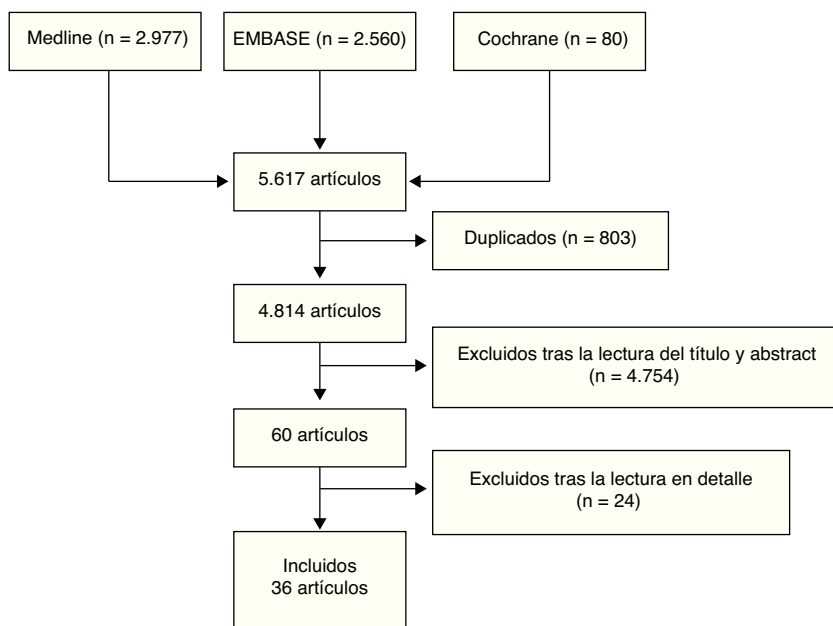 Medline (n = 2.977)
EMBASE (n = 2.560)
Cochrane (n = 80)
5.617 artículos
Duplicados (n = 803)
4.814 artículos
Excluidos tras la lectura del título y abstract
(n = 4.754)
60 artículos
Excluidos tras la lectura en detalle
(n = 24)
Incluidos
36 artículos